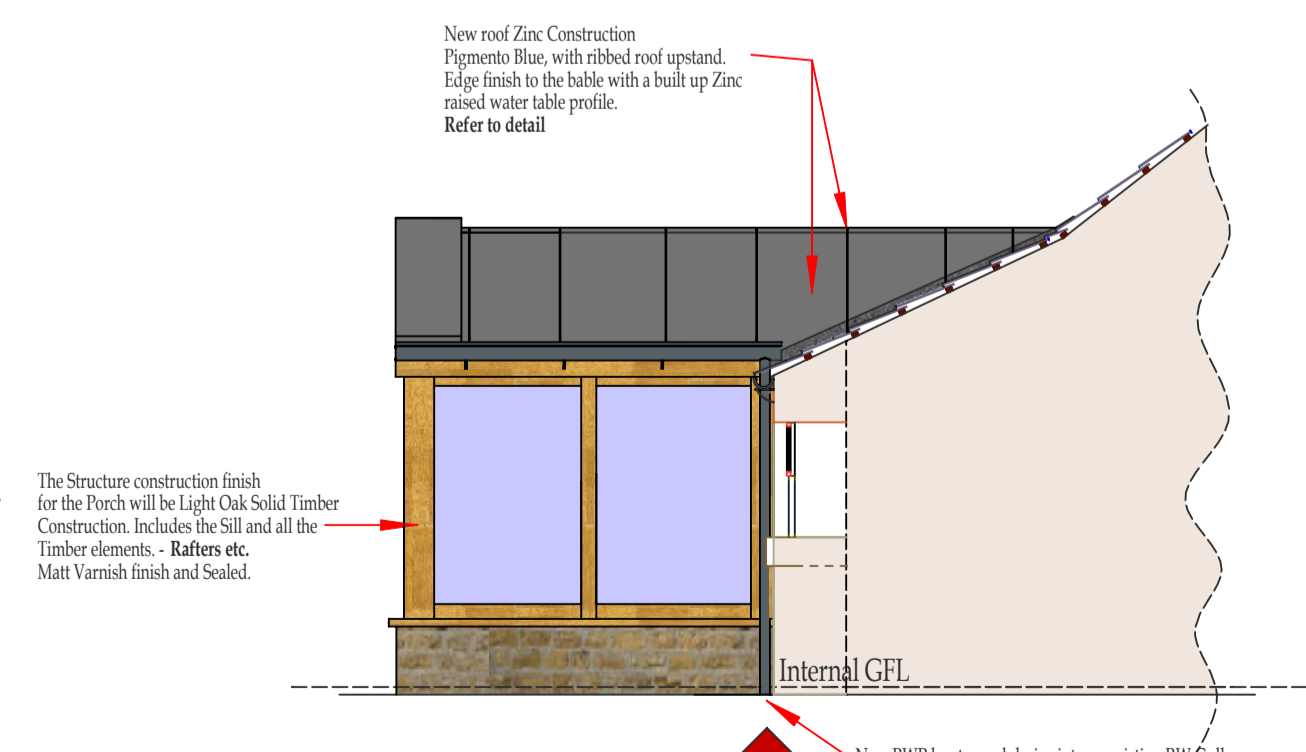 New roof Zinc Construction
Pigmento Blue, with ribbed roof upstand.
Edge finish to the bable with a built up Zinc
raised water table profile.
Refer to detail
The Structure construction finish
for the Porch will be Light Oak Solid Timber
Construction. Includes the Sill and all the
Timber elements. - Rafters etc.
Matt Varnish finish and Sealed.
Internal GFL